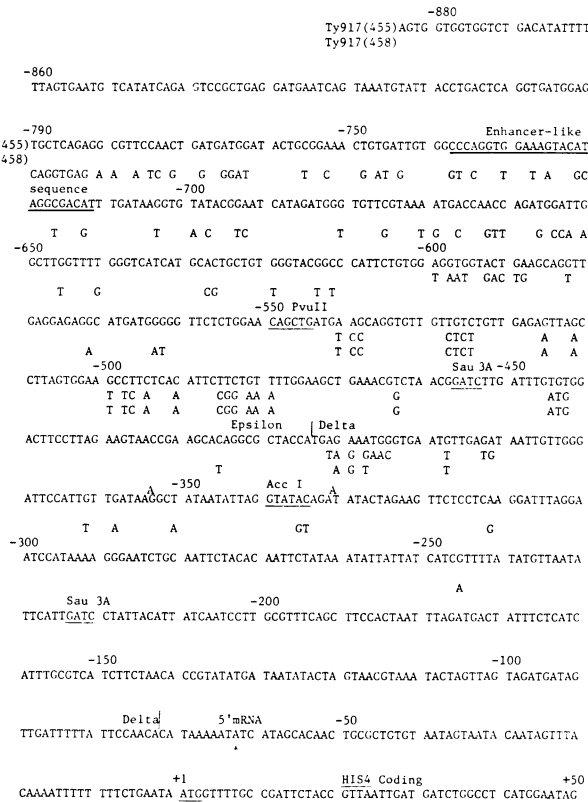 -880
Ty917(455)AGTG GTGGTGGTCT GACATATTTT
Ty917(458)
-860
TTAGTGAATG TCATATCAGA GTCCGCTGAG GATGAATCAG TAAATGTATT ACCTGACTCA GGTGATGGAG
-790 -750 Enhancer-like
455)TGCTCAGAGG CGTTCCAACT GATGATGGAT ACTGCGGAAA CTGTGATTGT GGCCCAGGTG GAAAGTACAT
458)
CAGGTGAG A A ATC G G GGAT T C GAT G GT C T T A GC
sequence -700
AGGCGACATT TGATAAGGTG TATACGGAAT CATAGATGGG TGTTCGTAAA ATGACCAACC AGATGGATTG
T G T A C TC T G T G C GTT G CCA A
-650 -600
GCTTGGTTTT GGGTCATCAT GCACTGCTGT GGGTACGGCC CATTCTGTGG AGGTGGTACT GAAGCAGGTT
T AAT GAC TG T
T G CG T T T
-550 PvuII
GAGGAGAGGC ATGATGGGGG TTCTCTGGAA CAGCTGATGA AGCAGGTGTT GTTGTCTGTT GAGAGTTAGC
T CC CTCT A A
A AT T CC CTCT A A
-500 Sau 3A -450
CTTAGTGGAA GCCTTCTCAC ATTCTTCTGT TTTGGAAGCT GAAACGTCTA ACGGATCTTG ATTTGTGTGG
T TC A A CGG AA A G ATG
T TC A A CGG AA A G ATG
Epsilon Delta
ACTTCCTTAG AAGTAACCGA AGCACAGGCG CTACCATGAG AAATGGGTGA ATGTTGAGAT AATTGTTGGG
TA G GAAC T TG
T A G T T
A -350 Acc I A
ATTCCATTGT TGATAAGGCT ATAATATTAG GTATACAGAT ATACTAGAAG TTCTCCTCAA GGATTTAGGA
T A A GT G
-300 -250
ATCCATAAAA GGGAATCTGC AATTCTACAC AATTCTATAA ATATTATTAT CATCGTTTTA TATGTTAATA
A
Sau 3A -200
TTCATTGATC CTATTACATT ATCAATCCTT GCGTTTCAGC TTCCACTAAT TTAGATGACT ATTTCTCATC
-150 -100
ATTTGCGTCA TCTTCTAACA CCGTATATGA TAATATACTA GTAACGTAAA TACTAGTTAG TAGATGATAG
Delta 5'mRNA -50
TTGATTTTTA TTCCAACACA TAAAAATATC ATAGCACAAC TGCGCTGTGT AATAGTAATA CAATAGTTTA
+1 HIS4 Coding +50
CAAAATTTTT TTTCTGAATA ATGGTTTTGC CGATTCTACC GTTAATTGAT GATCTGGCCT CATGGAATAG